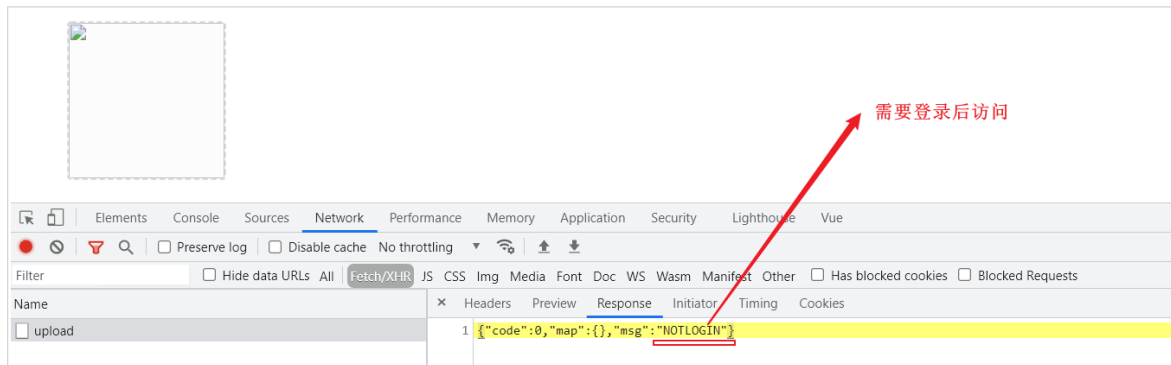 需要登录后访问
Elements Console Sources Network Performance Memory Application Security Lighthouse Vue
Preserve log Disable cache No throttling
Filter Hide data URLs All Fetch/XHR JS CSS Img Media Font Doc WS Wasm Manifest Other Has blocked cookies Blocked Requests
Name × Headers Preview Response Initiator Timing Cookies
upload 1 {"code":0,"map":{},"msg":"NOTLOGIN"}